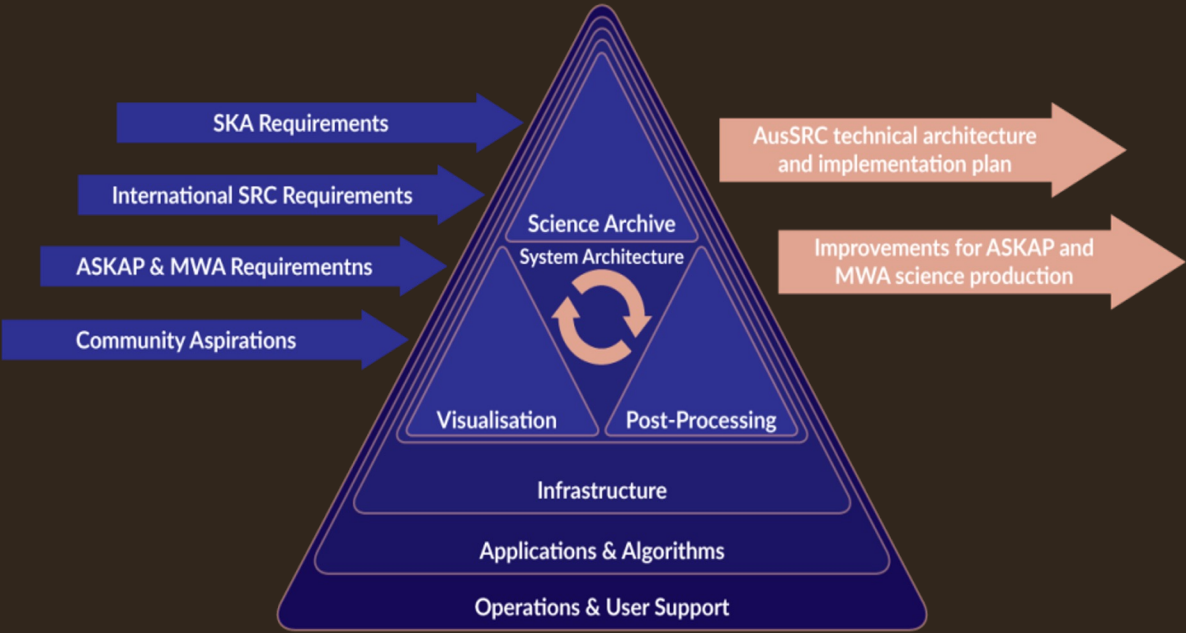 SKA Requirements
International SRC Requirements
ASKAP & MWA Requirementns
Community Aspirations
Science Archive
System Architecture
Visualisation
Post-Processing
Infrastructure
Applications & Algorithms
Operations & User Support
AusSRC technical architecture
and implementation plan
Improvements for ASKAP and
MWA science production